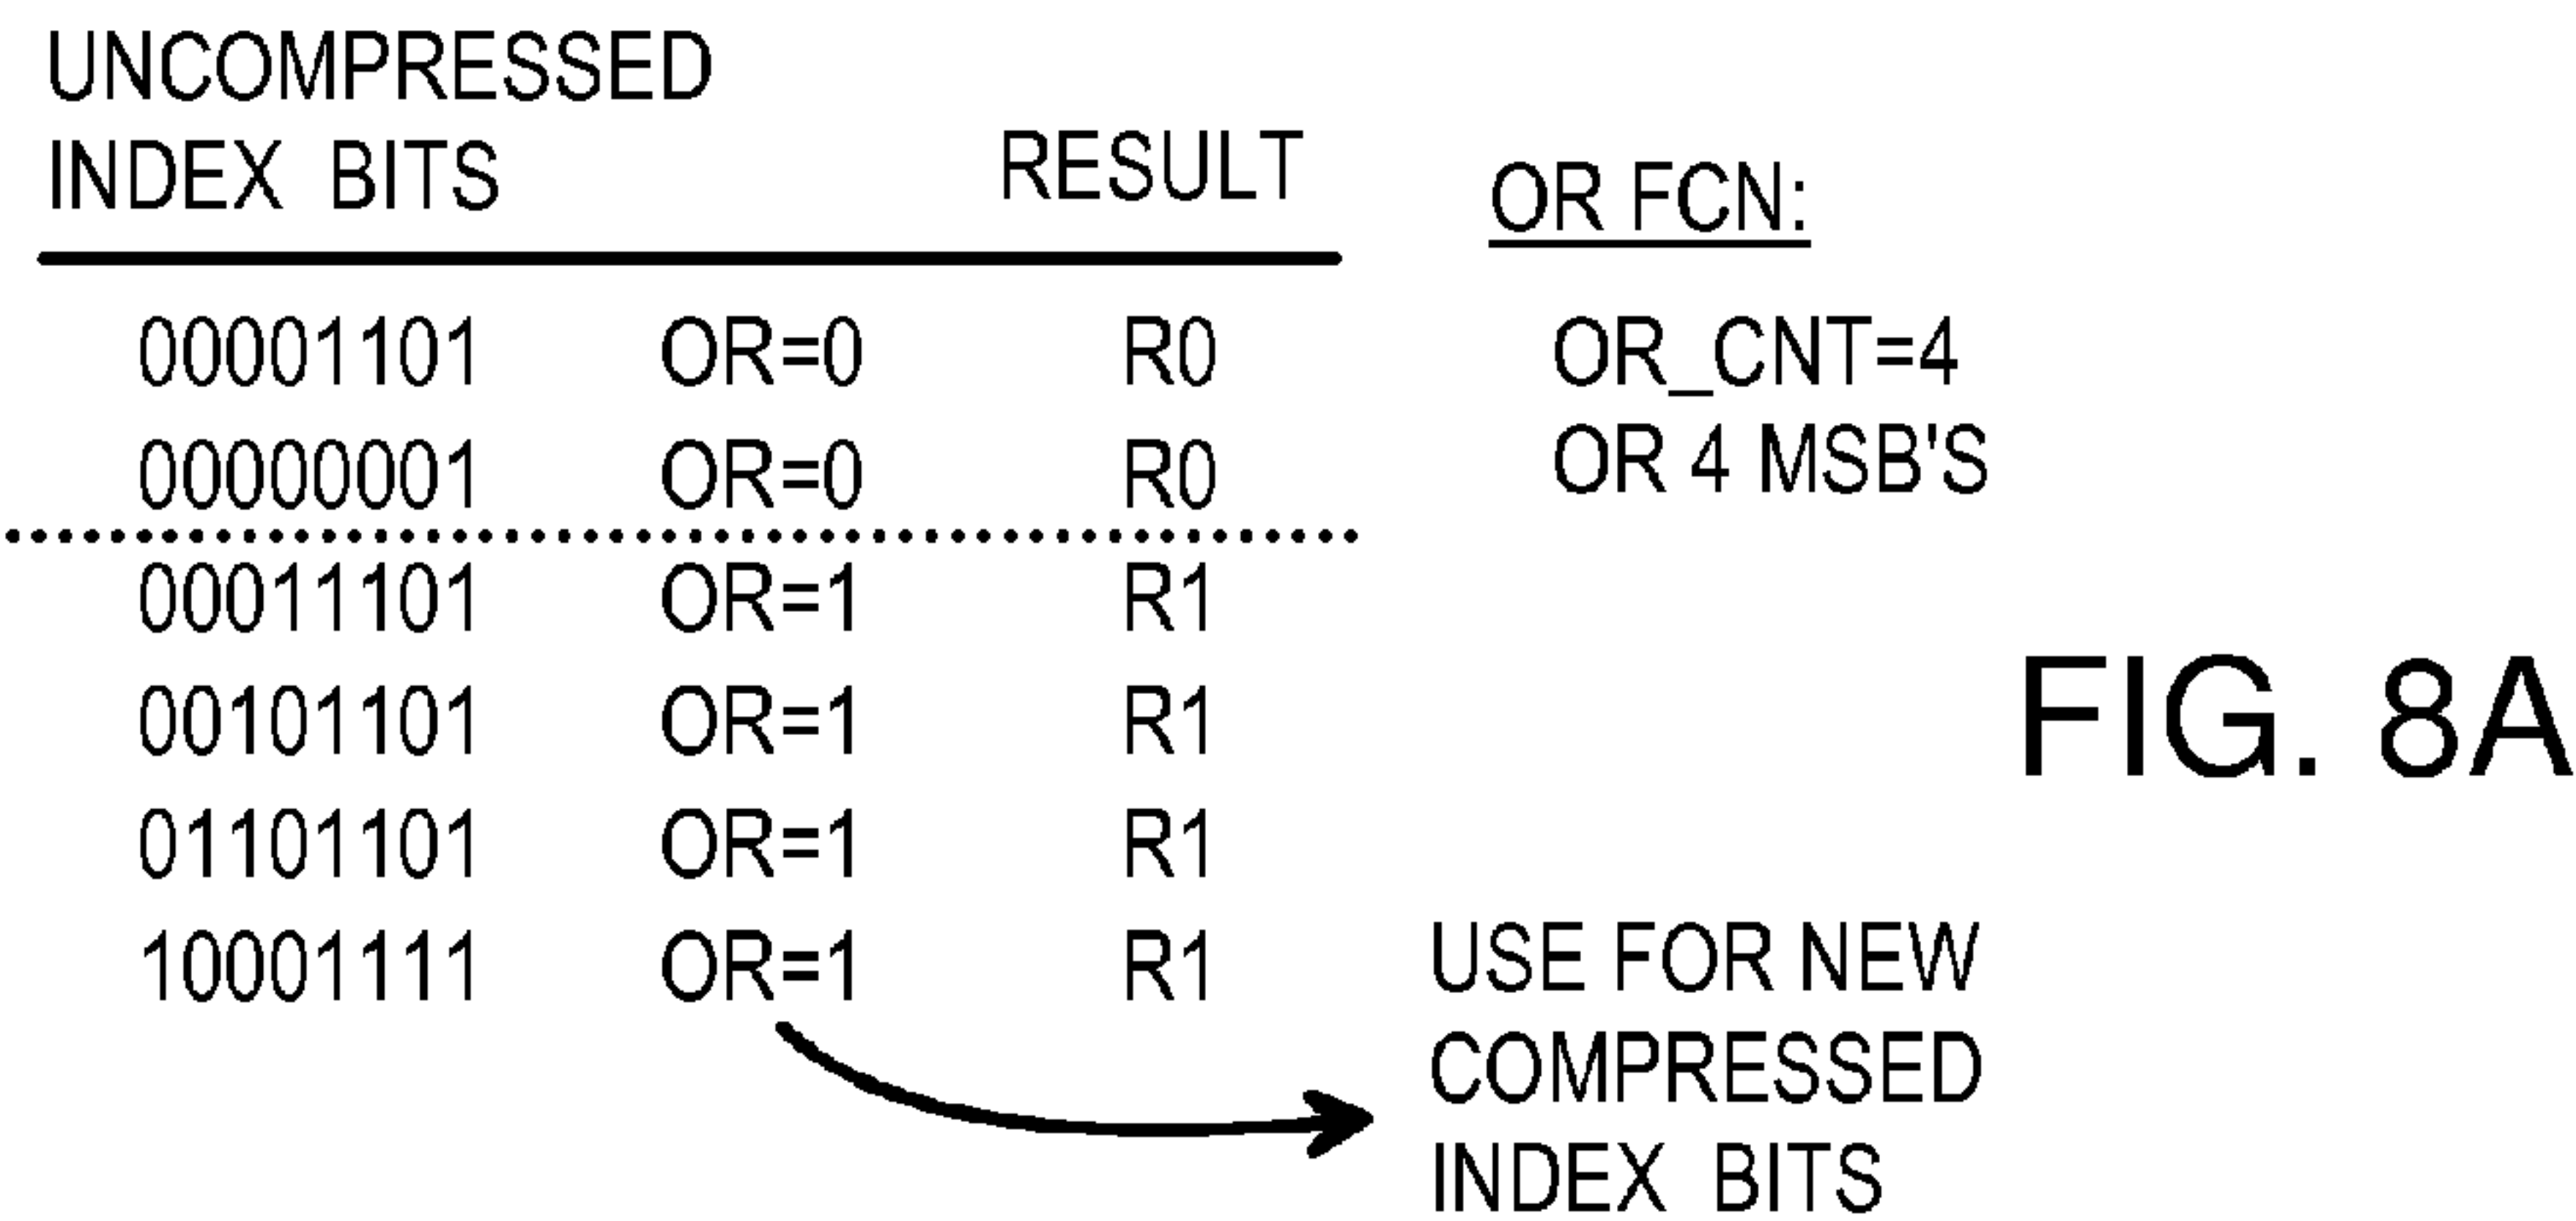 UNCOMPRESSED
INDEX BITS
RESULT
OR FCN:
00001101 OR=0 R0
OR_CNT=4
00000001 OR=0 R0
OR 4 MSB'S
00011101 OR=1 R1
00101101 OR=1 R1
01101101 OR=1 R1
10001111 OR=1 R1
USE FOR NEW
COMPRESSED
INDEX BITS
FIG. 8A